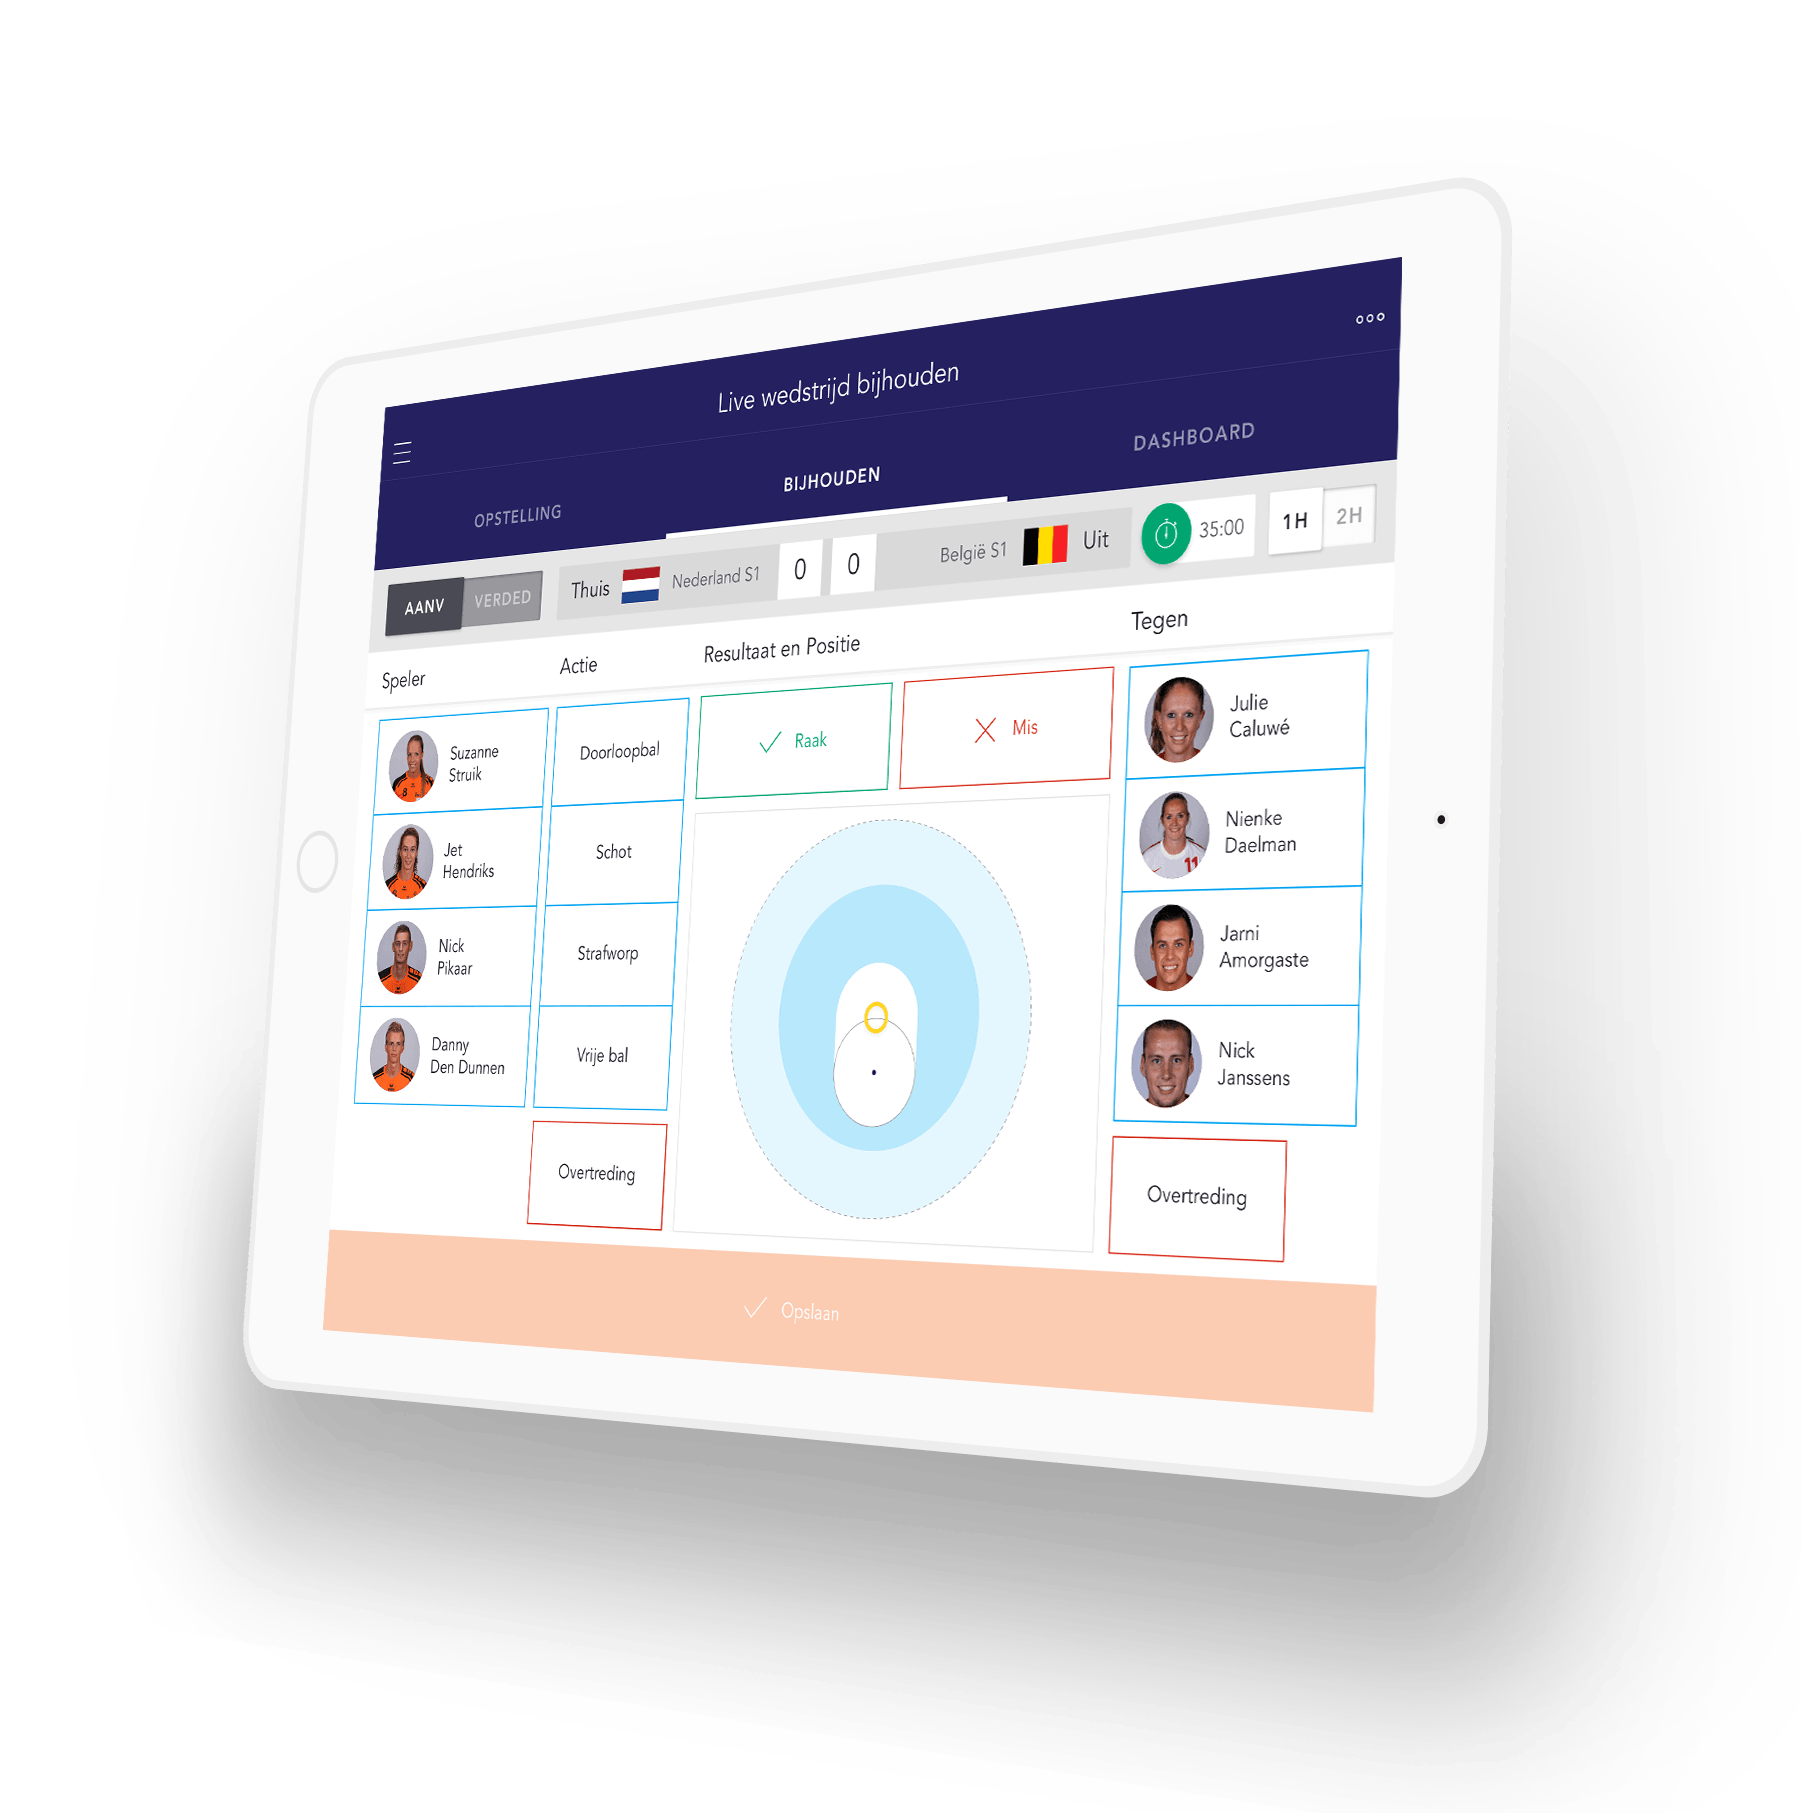 Live wedstrijd bijhouden
OPSTELLING
BIJHOUDEN
DASHBOARD
AANV
VERDED
Thuis
Nederland S1
0
0
België S1
Uit
35:00
1H
2H
Speler
Actie
Resultaat en Positie
Tegen
Suzanne
Struik
Jet
Hendriks
Nick
Pikaar
Danny
Den Dunnen
Doorloopbal
Schot
Strafworp
Vrije bal
Overtreding
Raak
Mis
Julie
Caluwé
Nienke
Daelman
11
Jarni
Amorgaste
Nick
Janssens
Overtreding
Opslaan
8